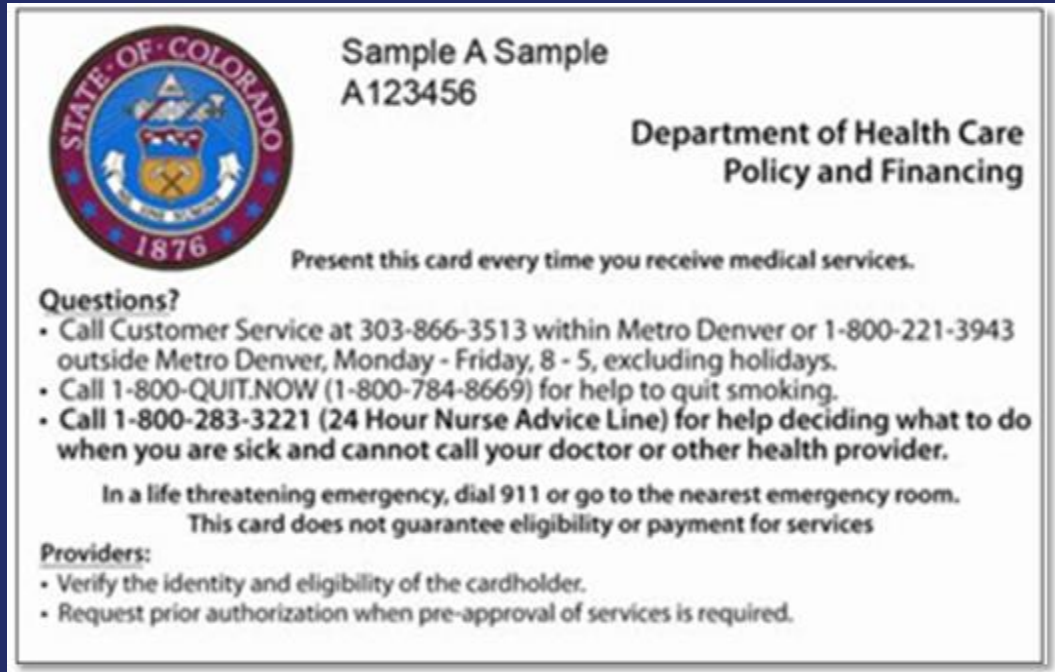 STATE OF COLORADO
1876
Sample A Sample
A123456
Department of Health Care
Policy and Financing
Present this card every time you receive medical services.
Questions?
• Call Customer Service at 303-866-3513 within Metro Denver or 1-800-221-3943
outside Metro Denver, Monday - Friday, 8 - 5, excluding holidays.
• Call 1-800-QUIT.NOW (1-800-784-8669) for help to quit smoking.
• Call 1-800-283-3221 (24 Hour Nurse Advice Line) for help deciding what to do
when you are sick and cannot call your doctor or other health provider.
In a life threatening emergency, dial 911 or go to the nearest emergency room.
This card does not guarantee eligibility or payment for services
Providers:
• Verify the identity and eligibility of the cardholder.
• Request prior authorization when pre-approval of services is required.